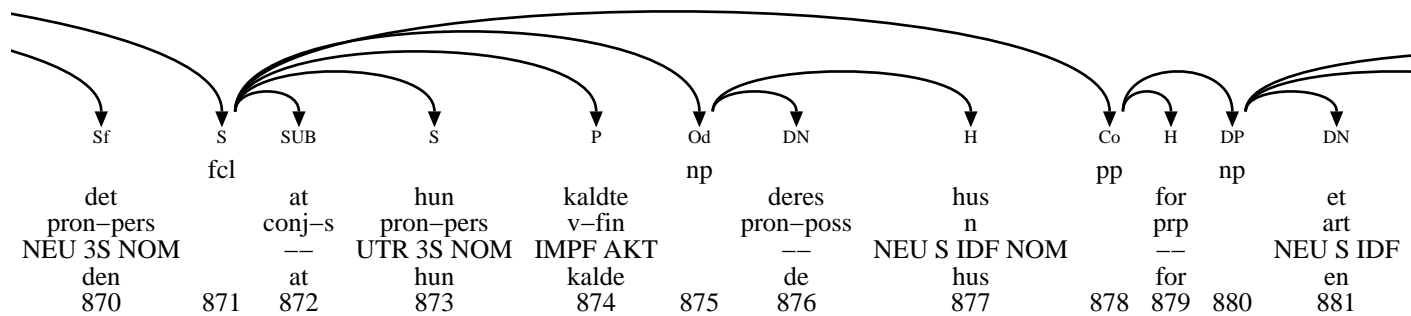 Sf S SUB S P Od DN H Co H DP DN
fcl np pp np
det at hun kaldte deres hus for et
pron−pers conj−s pron−pers v−fin pron−poss n prp art
NEU 3S NOM −− UTR 3S NOM IMPF AKT −− NEU S IDF NOM −− NEU S IDF
den at hun kalde de hus for en
870 871 872 873 874 875 876 877 878 879 880 881